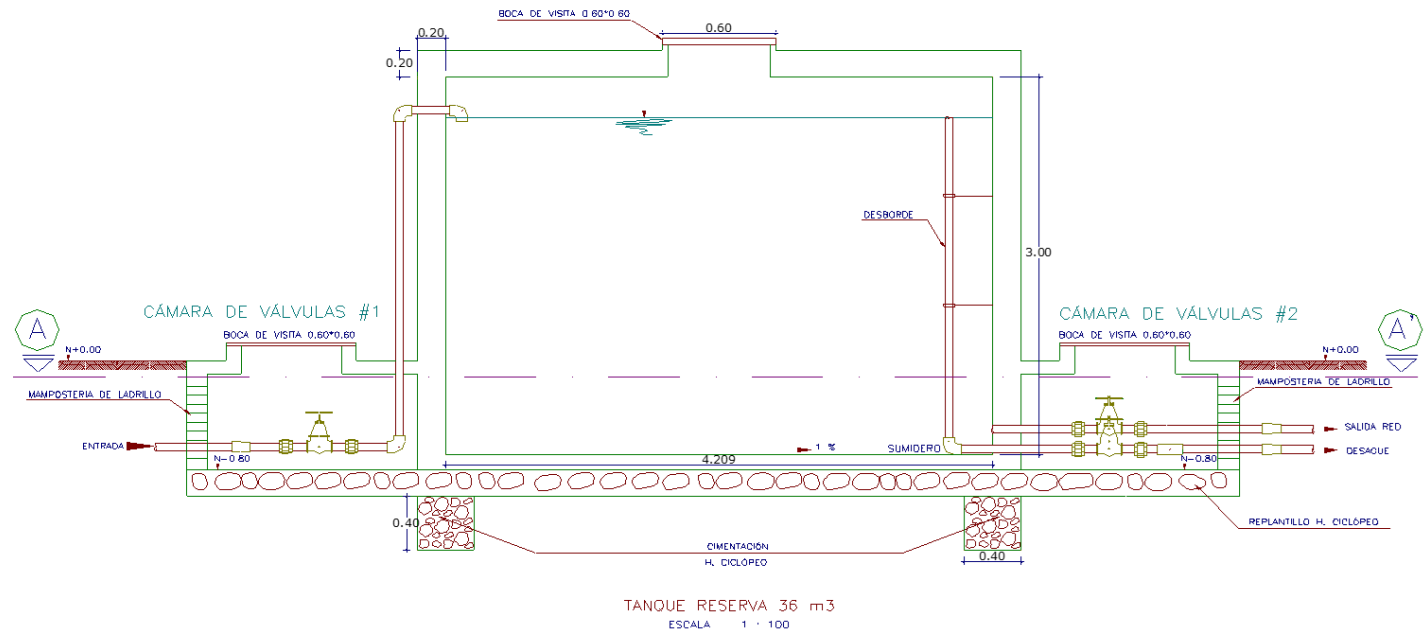 BOCA DE VISITA 0.60*0.60
0.20
0.60
0.20
DESBORDE
3.00
CÁMARA DE VÁLVULAS #1
CÁMARA DE VÁLVULAS #2
BOCA DE VISITA 0.60*0.60
BOCA DE VISITA 0.60*0.60
A
A'
N+0.00
N+0.00
MAMPOSTERIA DE LADRILLO
MAMPOSTERIA DE LADRILLO
ENTRADA
SALIDA RED
1 %
SUMIDERO
DESAGUE
N-0.80
4.209
N-0.80
0.40
REPLANTILLO H. CICLÓPEO
CIMENTACIÓN
H. CICLOPEO
0.40
TANQUE RESERVA 36 m3
ESCALA 1 : 100